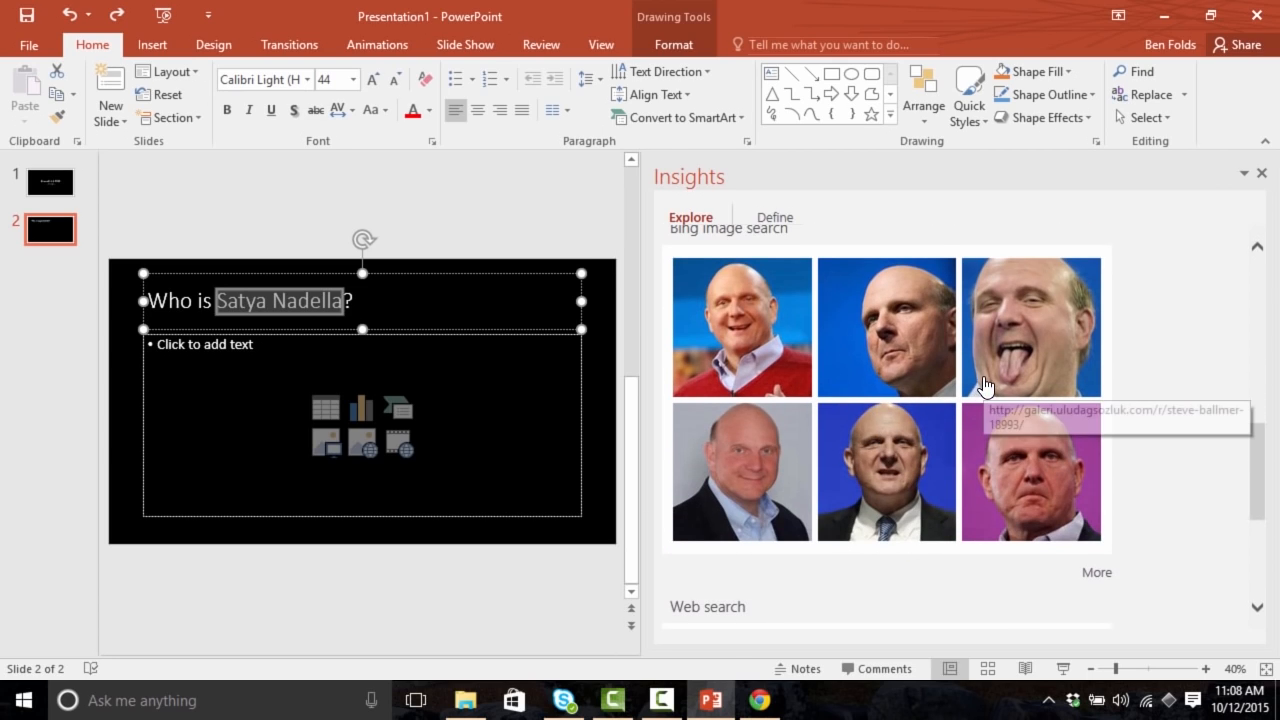 Presentation1 - PowerPoint
Drawing Tools
File
Home
Insert
Design
Transitions
Animations
Slide Show
Review
View
Format
Tell me what you want to do...
Ben Folds
Share
Paste
New
Slide
Layout
Reset
Section
Calibri Light (H
44
A
A
B
I
U
S
abc
AV
Aa
A
Text Direction
Align Text
Convert to SmartArt
Arrange
Quick
Styles
Shape Fill
Shape Outline
Shape Effects
Find
Replace
Select
Clipboard
Slides
Font
Paragraph
Drawing
Editing
1
2
Who is Satya Nadella?
• Click to add text
Insights
Explore
Define
Bing image search
http://galeri.uludagsozluk.com/r/steve-ballmer-
18993/
More
Web search
Slide 2 of 2
Notes
Comments
40%
Ask me anything
11:08 AM
10/12/2015